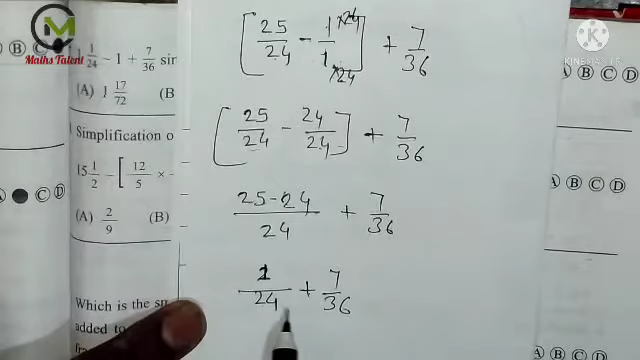 Maths Talent
KINEMASTER
1 1/24 - 1 + 7/36
(A) 1 17/72 (B
Simplification o
15 1/2 - [ 12/5 ×
(A) 2/9 (B)
Which is the
added to
[ 25/24 - 1×24/1×24 ] + 7/36
[ 25/24 - 24/24 ] + 7/36
25-24/24 + 7/36
1/24 + 7/36
Ⓐ Ⓑ Ⓒ Ⓓ
Ⓐ Ⓑ Ⓒ Ⓓ
Ⓐ Ⓑ Ⓒ Ⓓ